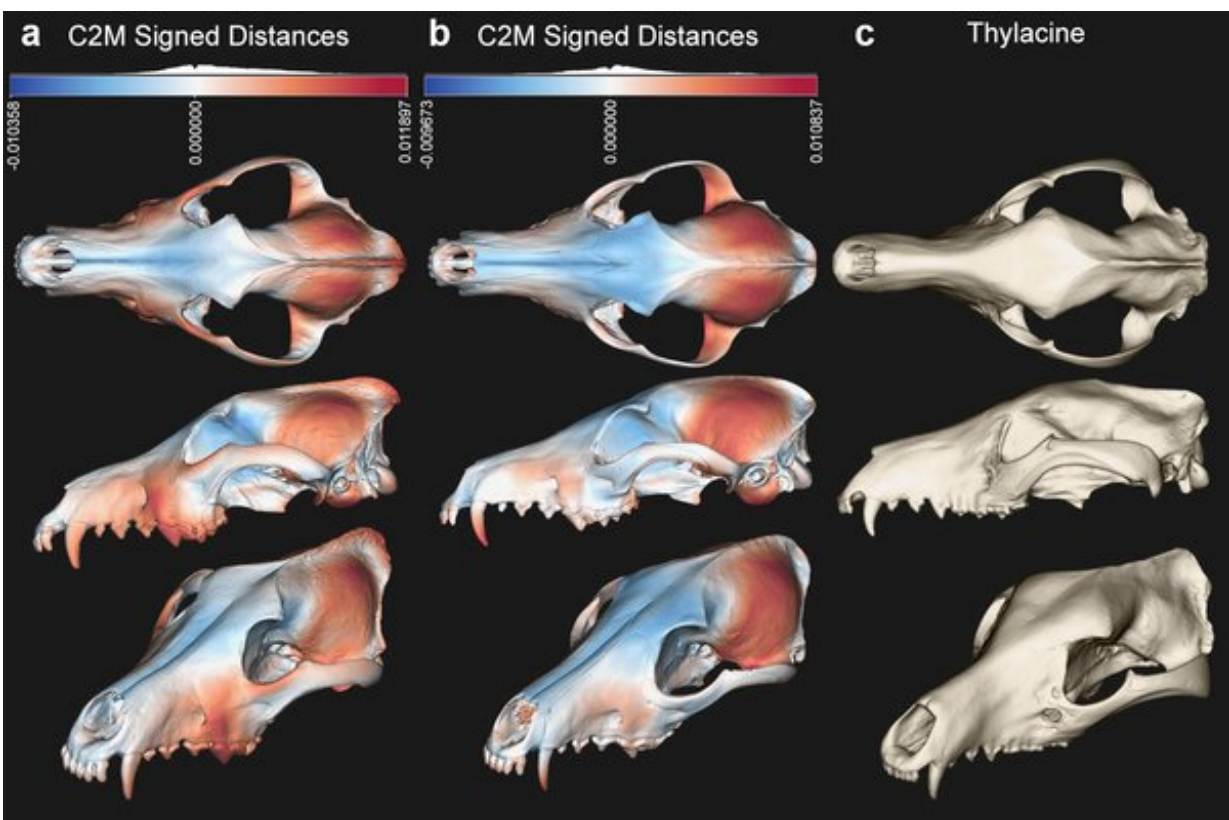 a C2M Signed Distances
b C2M Signed Distances
c Thylacine
-0.010358
0.000000
0.011897
-0.009673
0.000000
0.010837